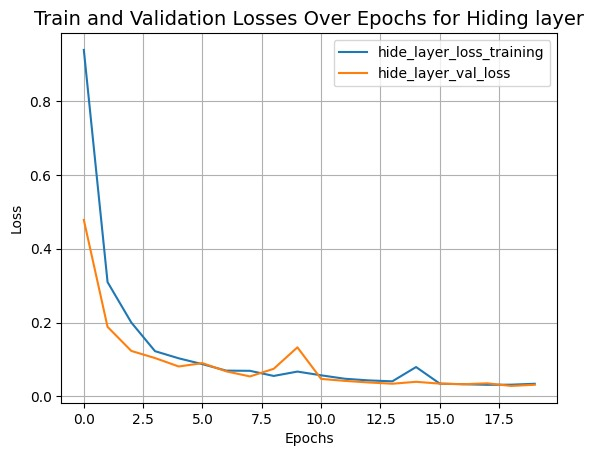 Train and Validation Losses Over Epochs for Hiding layer
hide_layer_loss_training
hide_layer_val_loss
Loss
0.8
0.6
0.4
0.2
0.0
0.0 2.5 5.0 7.5 10.0 12.5 15.0 17.5
Epochs